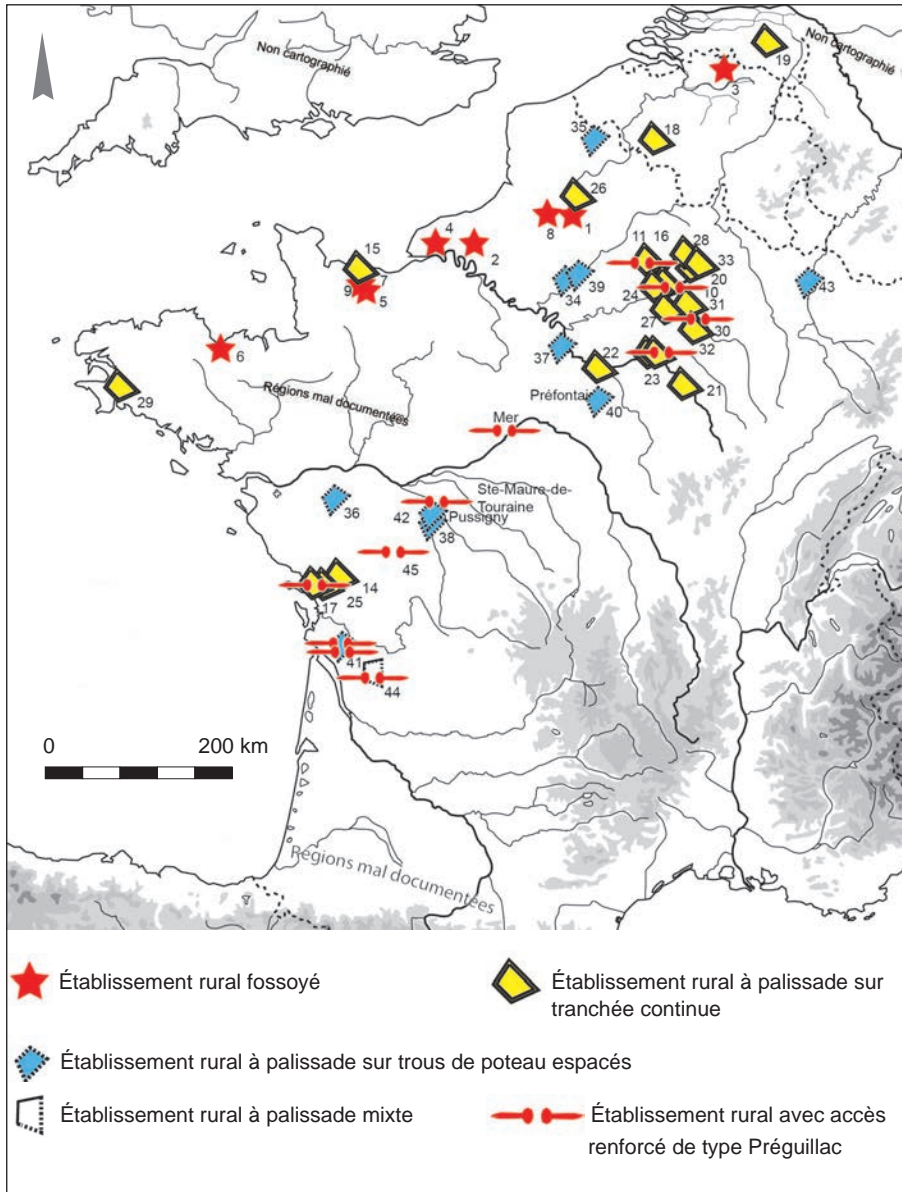 Non cartographié
Non cartographié
19
3
35
18
26
8
1
4
2
15
7
9
5
11
16
28
33
20
10
24
31
27
30
34
39
43
6
37
32
22
23
21
29
Régions mal documentées
Préfontaine
40
Mer
Ste-Maure-de-
Touraine
36
42
Pussigny
38
45
14
25
17
41
44
0 200 km
Régions mal documentées
Établissement rural fossoyé
Établissement rural à palissade sur
tranchée continue
Établissement rural à palissade sur trous de poteau espacés
Établissement rural à palissade mixte
Établissement rural avec accès
renforcé de type Préguillac